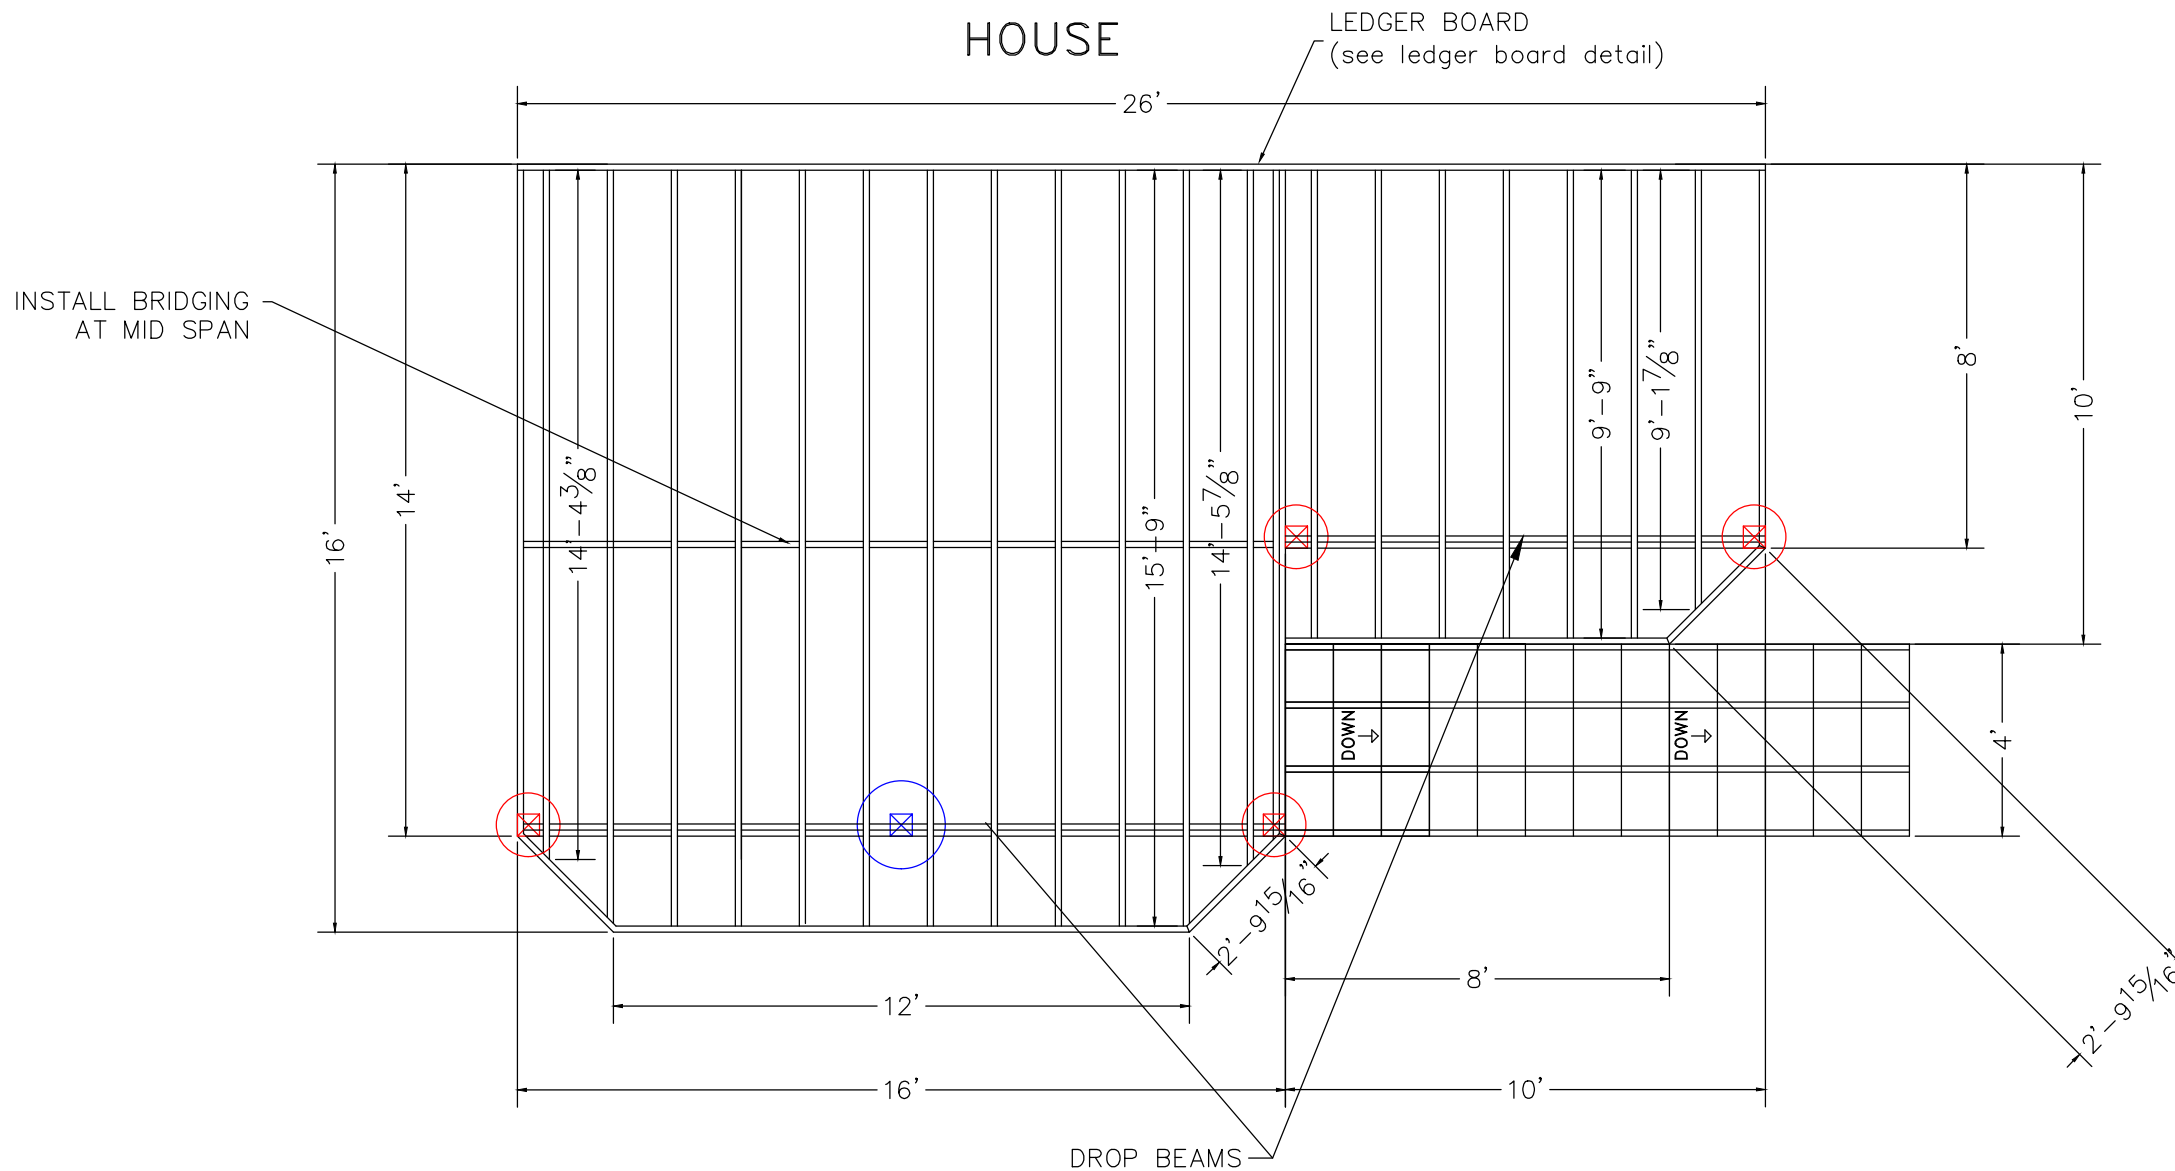 HOUSE
LEDGER BOARD
(see ledger board detail)
26'
INSTALL BRIDGING
AT MID SPAN
16'
14'
14'-4 3/8"
15'-9"
14'-5 7/8"
9'-9"
9'-1 7/8"
8'
10'
DOWN
DOWN
4'
2'-9 15/16"
2'-9 15/16"
12'
8'
16'
10'
DROP BEAMS